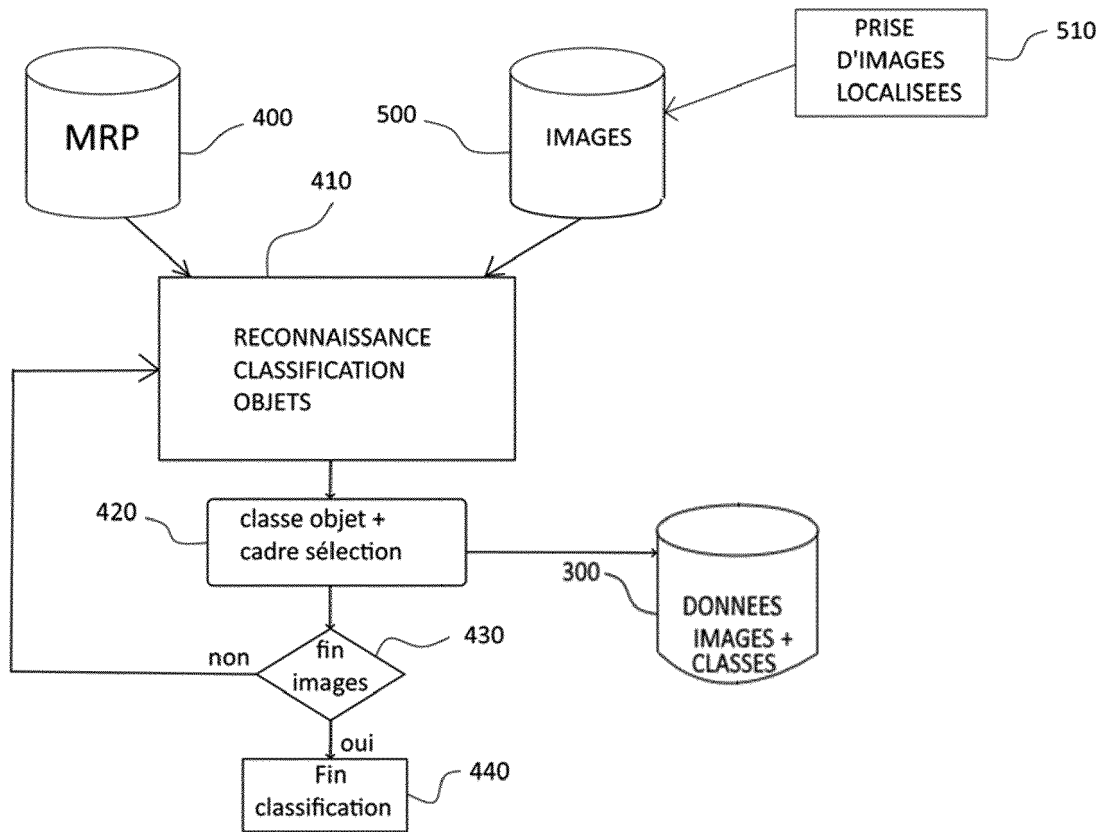 PRISE
D'IMAGES
LOCALISEES
510
MRP
400
500
IMAGES
410
RECONNAISSANCE
CLASSIFICATION
OBJETS
420
classe objet +
cadre sélection
300
DONNEES
IMAGES +
CLASSES
430
non
fin
images
oui
Fin
classification
440